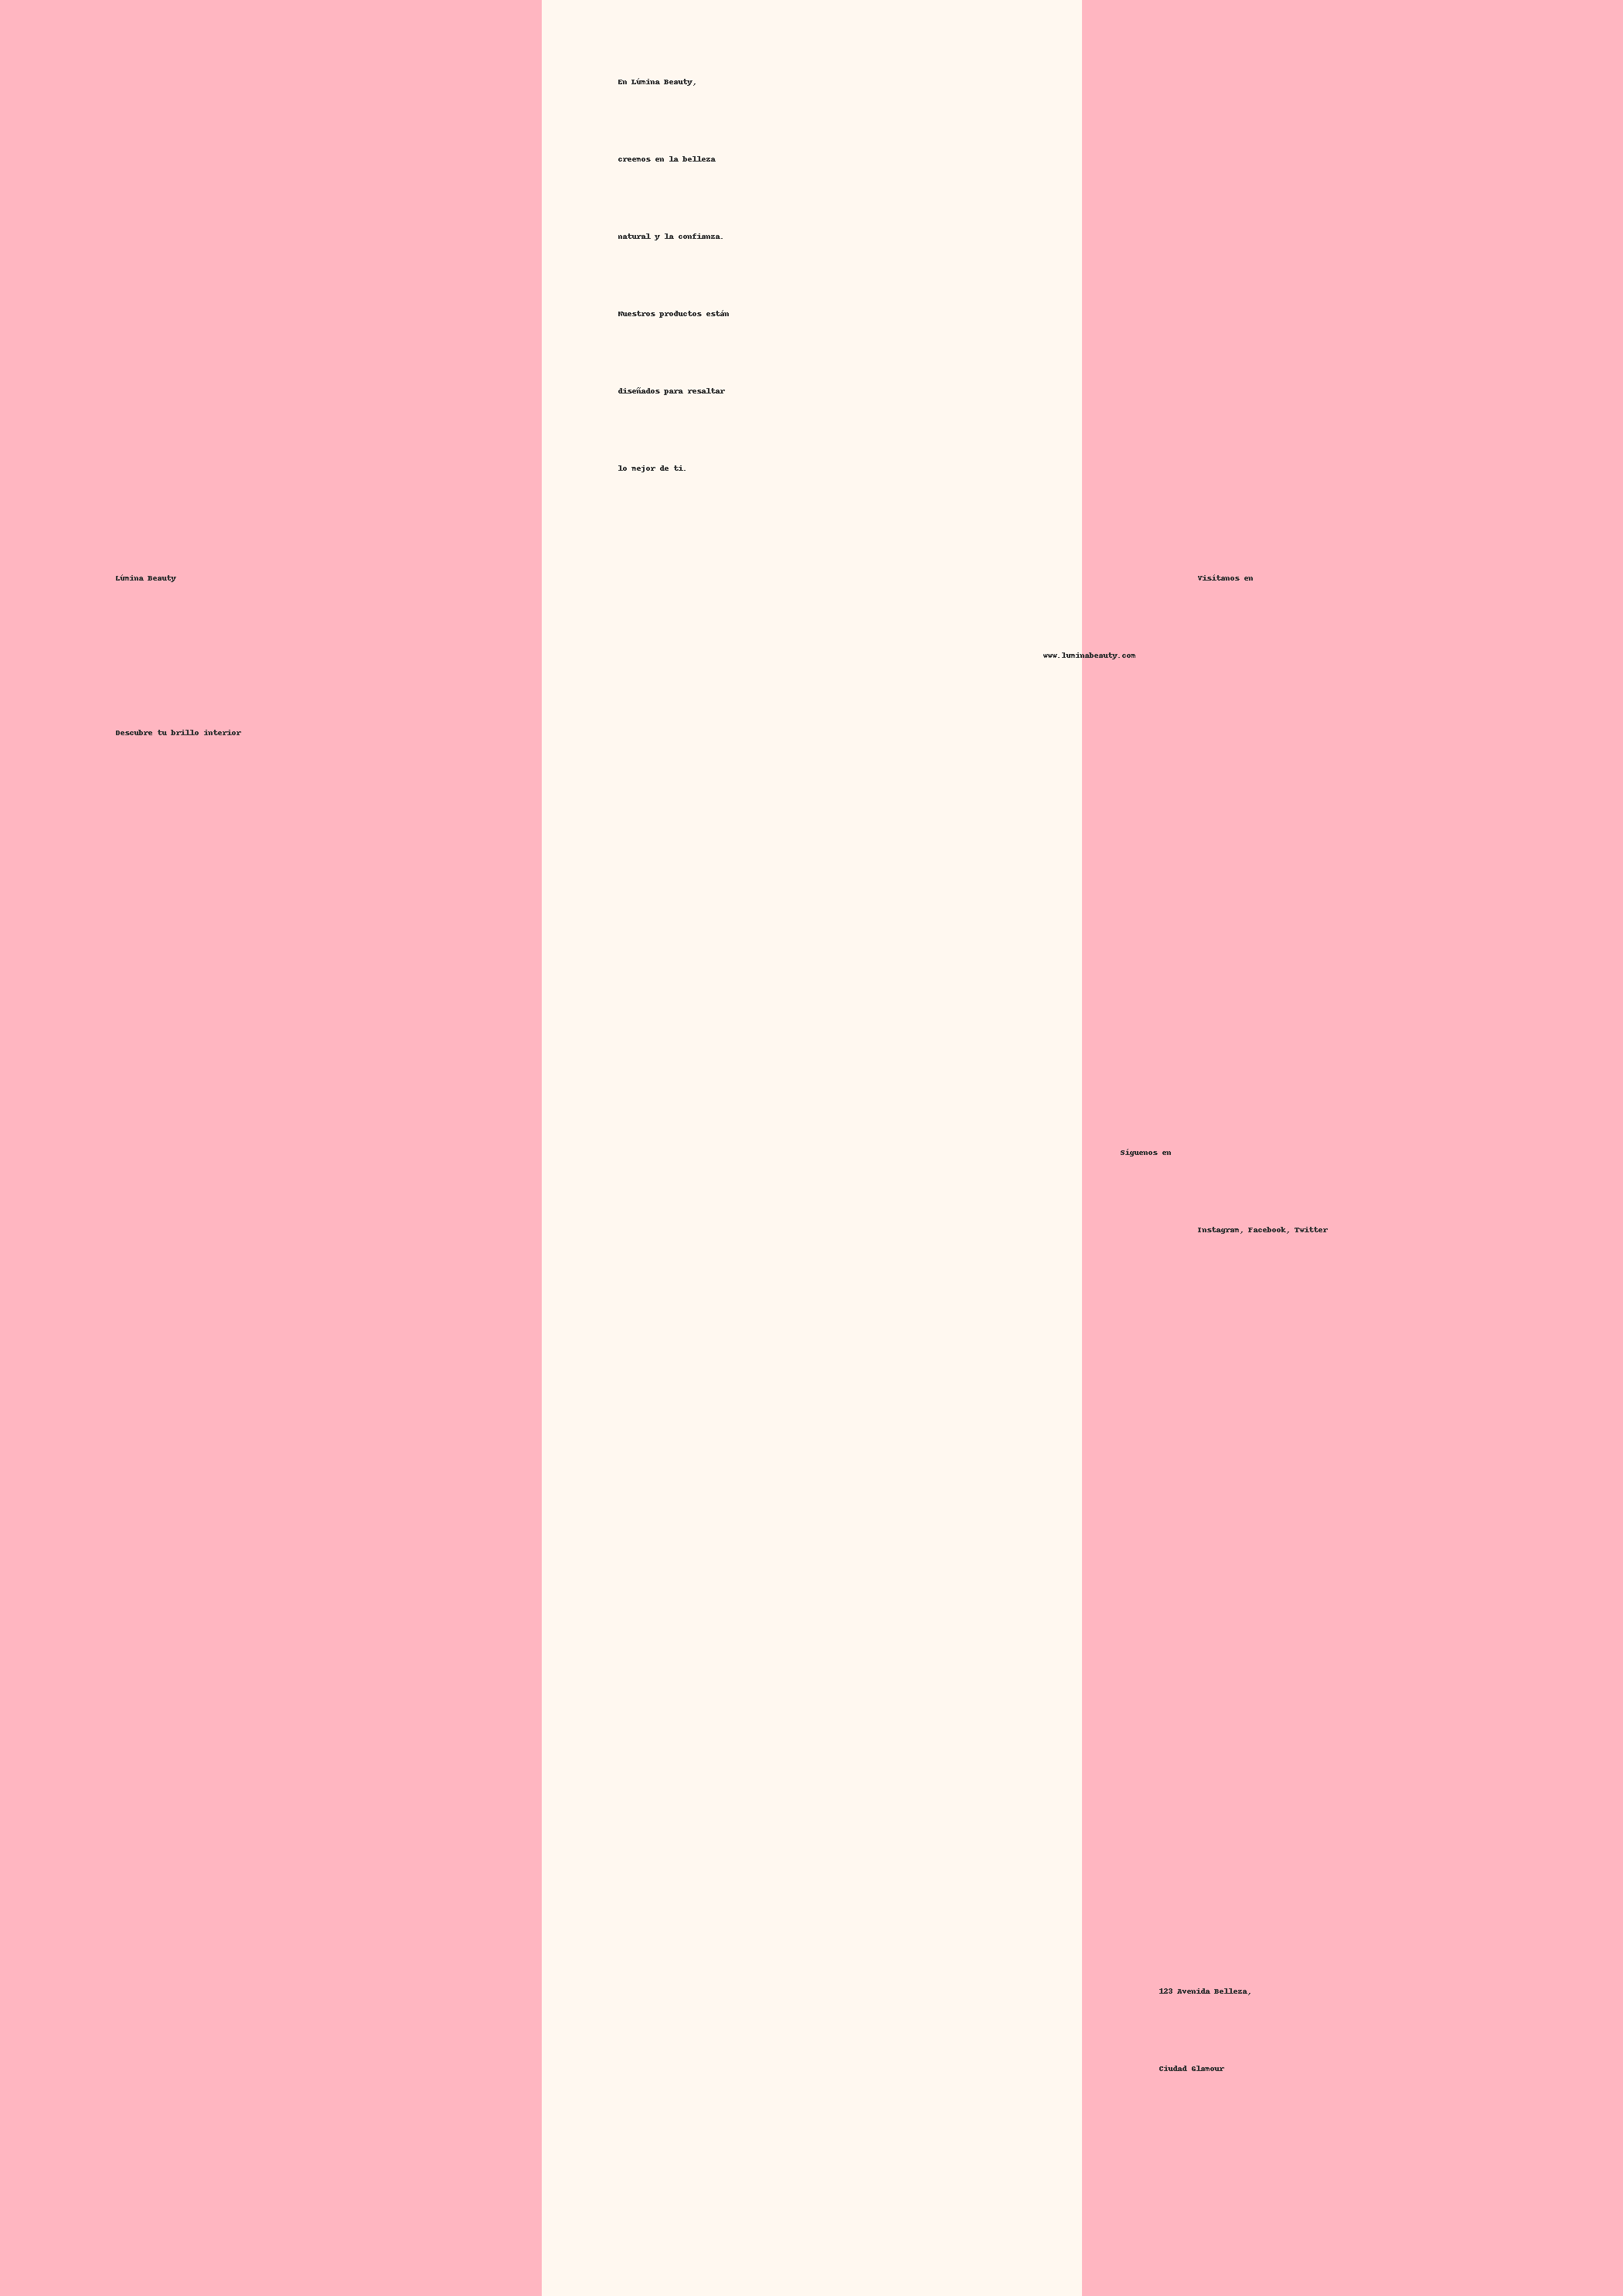 Lúmina Beauty
Descubre tu brillo interior
En Lúmina Beauty,
creemos en la belleza
natural y la confianza.
Nuestros productos están
diseñados para resaltar
lo mejor de ti.
Visítanos en
www.luminabeauty.com
Síguenos en
Instagram, Facebook, Twitter
123 Avenida Belleza,
Ciudad Glamour